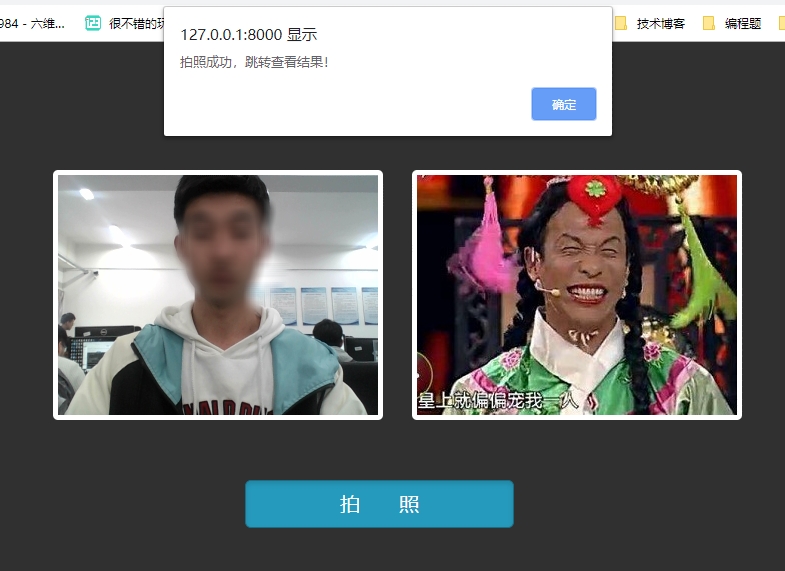 984 - 六维...
很不错的玩
技术博客
编程题
127.0.0.1:8000 显示
拍照成功，跳转查看结果！
确定
皇上就偏偏宠我一人
拍 照